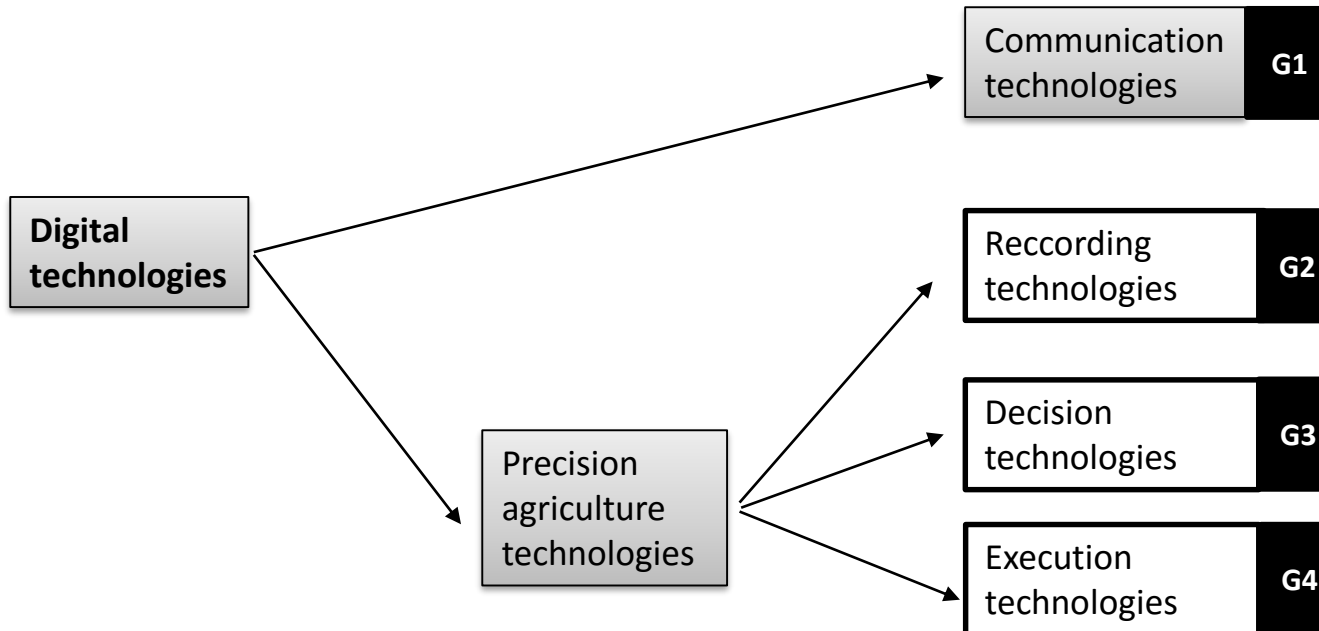 Communication
technologies
G1
Digital
technologies
Reccording
technologies
G2
Decision
technologies
G3
Precision
agriculture
technologies
Execution
technologies
G4